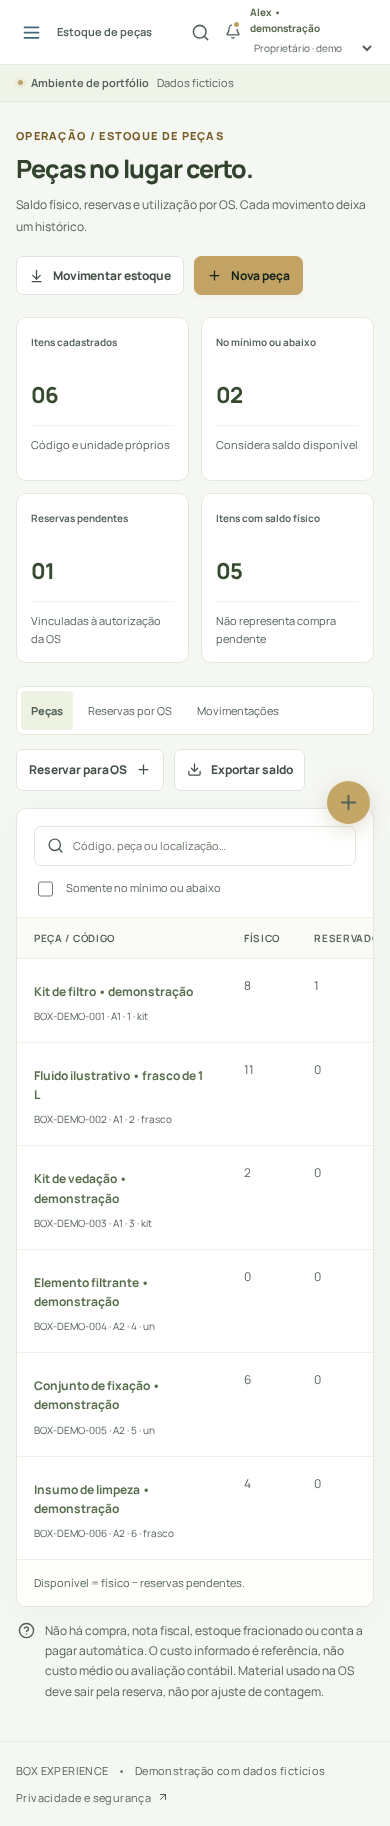 Estoque de peças
Alex •
demonstração
Proprietário · demo
Ambiente de portfólio Dados fictícios
OPERAÇÃO / ESTOQUE DE PEÇAS
Peças no lugar certo.
Saldo físico, reservas e utilização por OS. Cada movimento deixa
um histórico.
Movimentar estoque
Nova peça
Itens cadastrados
06
Código e unidade próprios
No mínimo ou abaixo
02
Considera saldo disponível
Reservas pendentes
01
Vinculadas à autorização
da OS
Itens com saldo físico
05
Não representa compra
pendente
Peças Reservas por OS Movimentações
Reservar para OS
Exportar saldo
Código, peça ou localização…
Somente no mínimo ou abaixo
PEÇA / CÓDIGO FÍSICO RESERVADO
Kit de filtro • demonstração 8 1
BOX-DEMO-001 · A1 · 1 · kit
Fluido ilustrativo • frasco de 1 11 0
L
BOX-DEMO-002 · A1 · 2 · frasco
Kit de vedação • 2 0
demonstração
BOX-DEMO-003 · A1 · 3 · kit
Elemento filtrante • 0 0
demonstração
BOX-DEMO-004 · A2 · 4 · un
Conjunto de fixação • 6 0
demonstração
BOX-DEMO-005 · A2 · 5 · un
Insumo de limpeza • 4 0
demonstração
BOX-DEMO-006 · A2 · 6 · frasco
Disponível = físico − reservas pendentes.
Não há compra, nota fiscal, estoque fracionado ou conta a
pagar automática. O custo informado é referência, não
custo médio ou avaliação contábil. Material usado na OS
deve sair pela reserva, não por ajuste de contagem.
BOX EXPERIENCE • Demonstração com dados fictícios
Privacidade e segurança